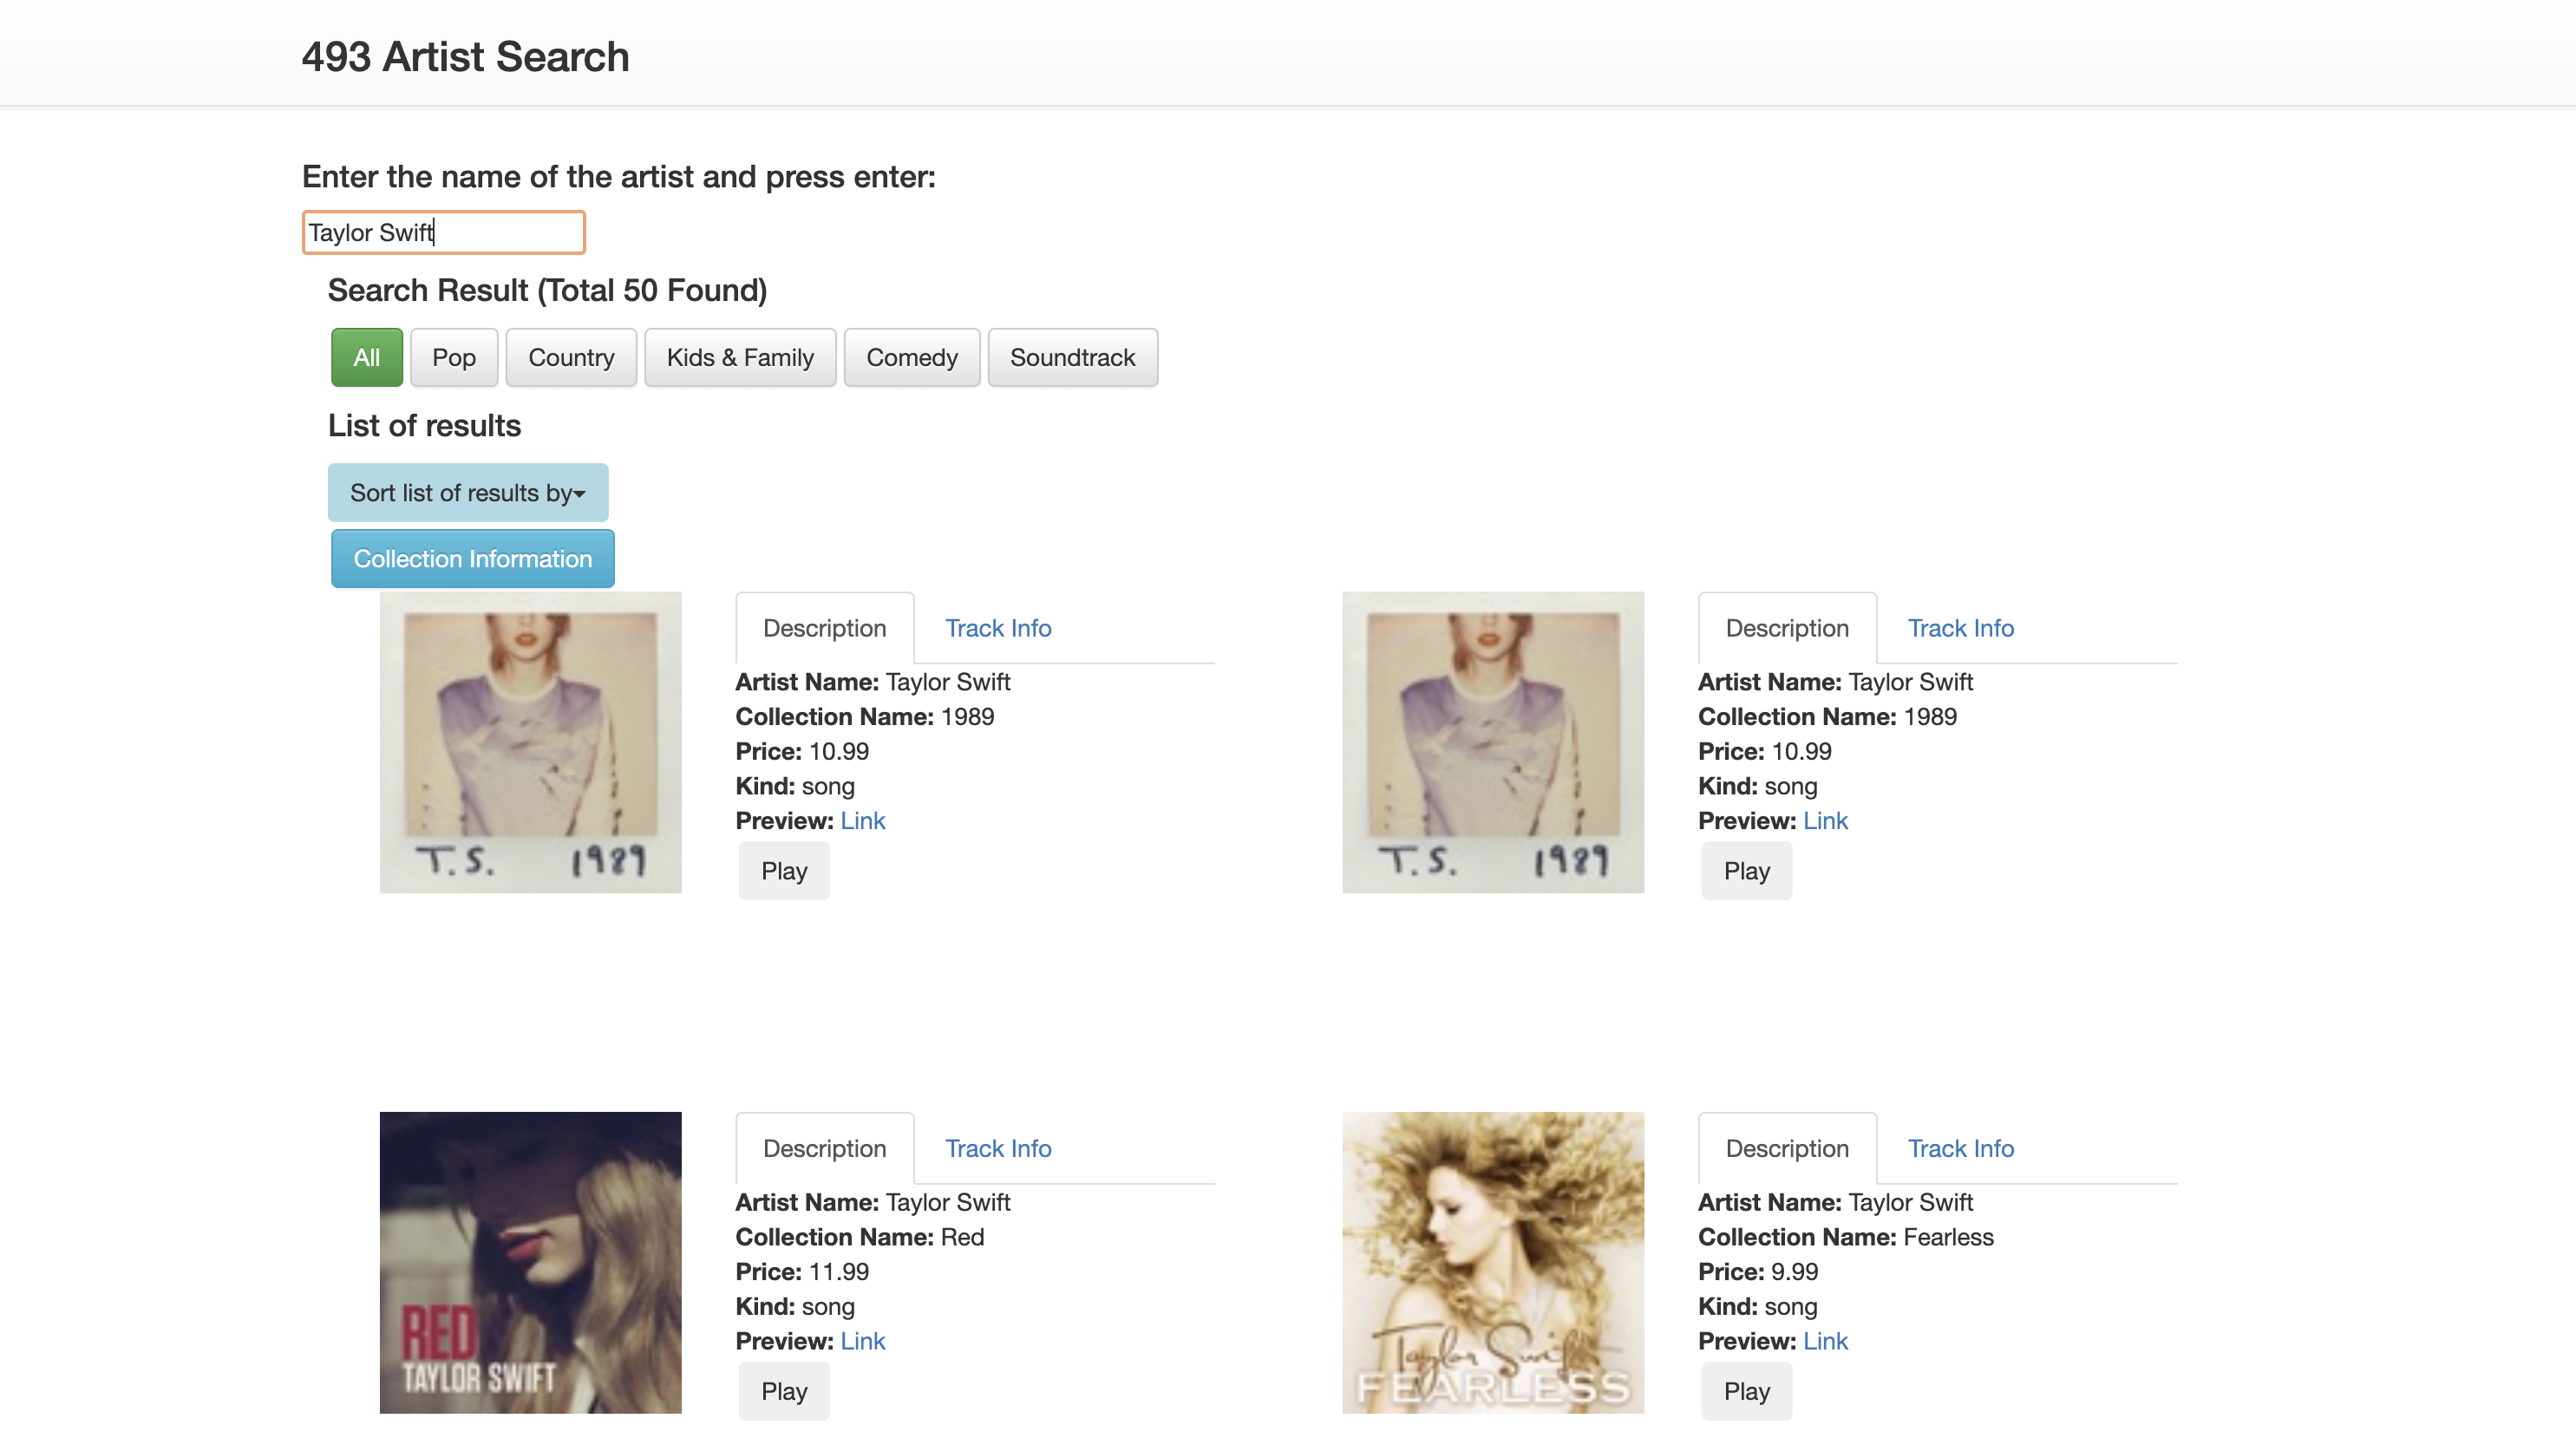 493 Artist Search
Enter the name of the artist and press enter:
Taylor Swift
Search Result (Total 50 Found)
All Pop Country Kids & Family Comedy Soundtrack
List of results
Sort list of results by
Collection Information
T.S. 1989
Description Track Info
Artist Name: Taylor Swift
Collection Name: 1989
Price: 10.99
Kind: song
Preview: Link
Play
T.S. 1989
Description Track Info
Artist Name: Taylor Swift
Collection Name: 1989
Price: 10.99
Kind: song
Preview: Link
Play
RED
TAYLOR SWIFT
Description Track Info
Artist Name: Taylor Swift
Collection Name: Red
Price: 11.99
Kind: song
Preview: Link
Play
Taylor Swift
FEARLESS
Description Track Info
Artist Name: Taylor Swift
Collection Name: Fearless
Price: 9.99
Kind: song
Preview: Link
Play